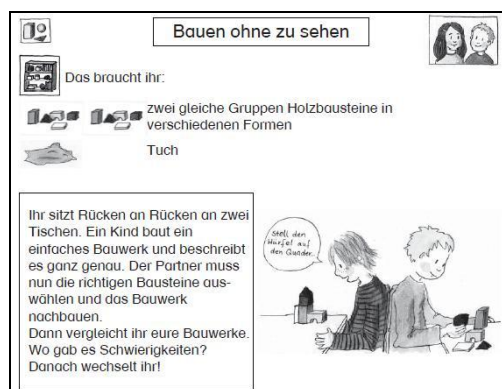 Bauen ohne zu sehen
Das braucht ihr:
zwei gleiche Gruppen Holzbausteine in
verschiedenen Formen
Tuch
Ihr sitzt Rücken an Rücken an zwei
Tischen. Ein Kind baut ein
einfaches Bauwerk und beschreibt
es ganz genau. Der Partner muss
nun die richtigen Bausteine aus-
wählen und das Bauwerk
nachbauen.
Dann vergleicht ihr eure Bauwerke.
Wo gab es Schwierigkeiten?
Danach wechselt ihr!
Stell den
Würfel auf
den Quader.